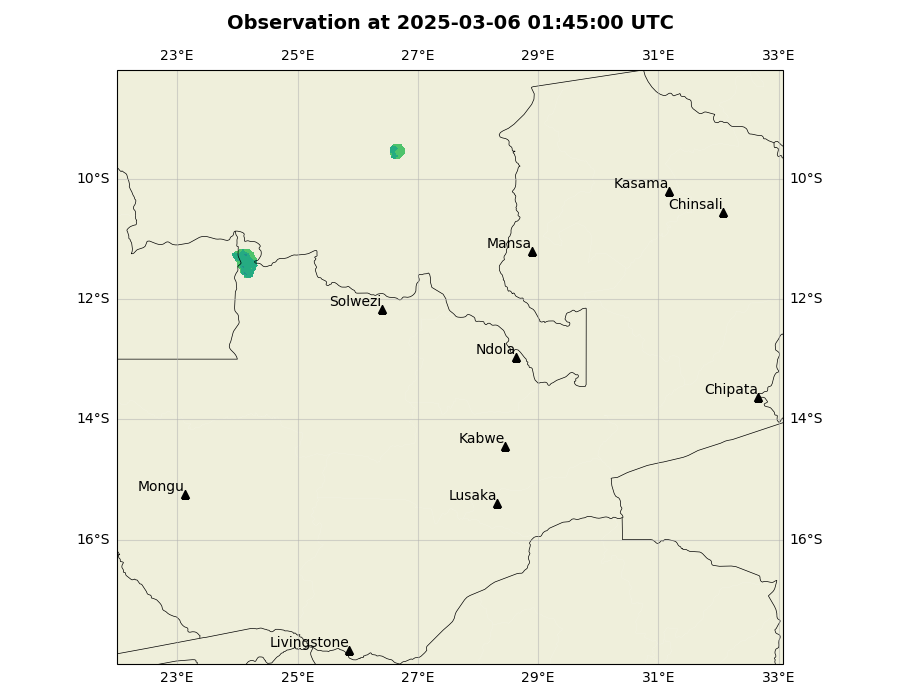 Observation at 2025-03-06 01:45:00 UTC
23°E 25°E 27°E 29°E 31°E 33°E
10°S 10°S
Kasama
Chinsali
Mansa
12°S 12°S
Solwezi
Ndola
Chipata
14°S 14°S
Kabwe
Mongu
Lusaka
16°S 16°S
Livingstone
23°E 25°E 27°E 29°E 31°E 33°E